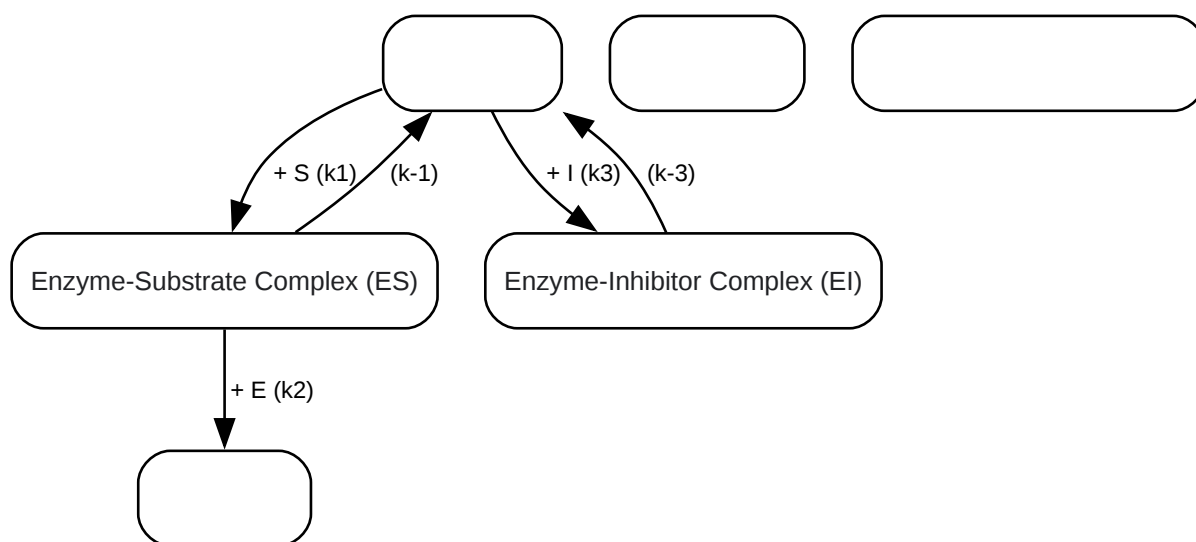 + S (k1)
(k-1)
+ I (k3)
(k-3)
Enzyme-Substrate Complex (ES)
Enzyme-Inhibitor Complex (EI)
+ E (k2)